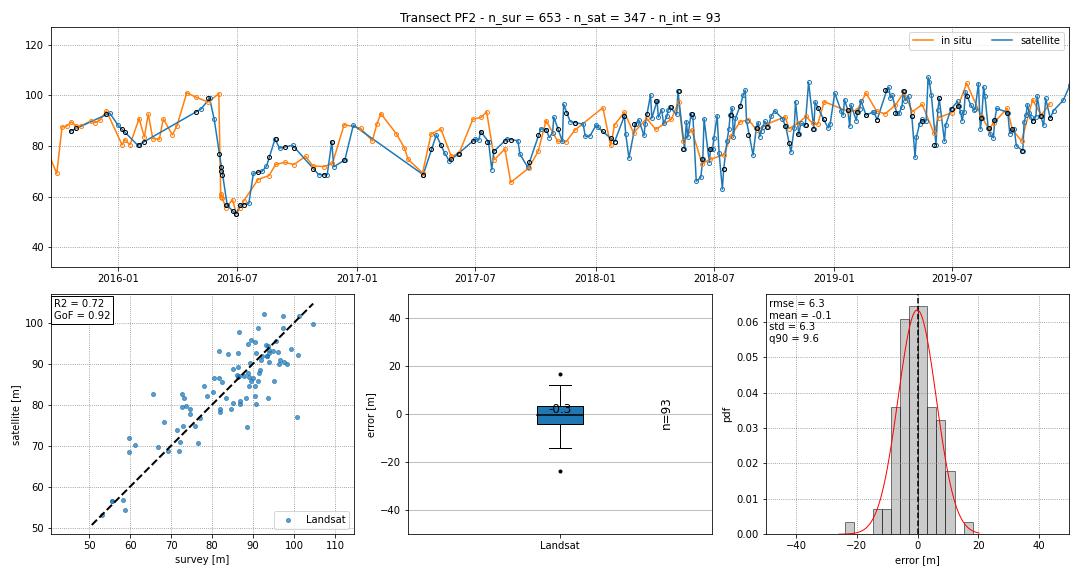 Transect PF2 - n_sur = 653 - n_sat = 347 - n_int = 93
in situ
satellite
120
100
80
60
40
2016-01
2016-07
2017-01
2017-07
2018-01
2018-07
2019-01
2019-07
R2 = 0.72
GoF = 0.92
satellite [m]
100
90
80
70
60
50
Landsat
50
60
70
80
90
100
110
survey [m]
error [m]
40
20
0
−20
−40
-0.3
n=93
Landsat
rmse = 6.3
mean = -0.1
std = 6.3
q90 = 9.6
pdf
0.06
0.05
0.04
0.03
0.02
0.01
0.00
−40
−20
0
20
40
error [m]